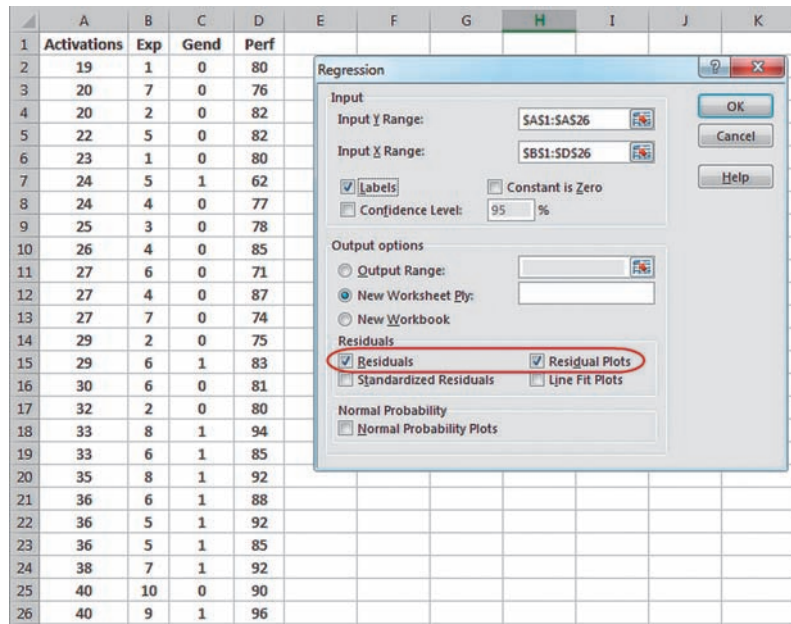 A B C D E F G H I J K
1 Activations Exp Gend Perf
2 19 1 0 80
3 20 7 0 76
4 20 2 0 82
5 22 5 0 82
6 23 1 0 80
7 24 5 1 62
8 24 4 0 77
9 25 3 0 78
10 26 4 0 85
11 27 6 0 71
12 27 4 0 87
13 27 7 0 74
14 29 2 0 75
15 29 6 1 83
16 30 6 0 81
17 32 2 0 80
18 33 8 1 94
19 33 6 1 85
20 35 8 1 92
21 36 6 1 88
22 36 5 1 92
23 36 5 1 85
24 38 7 1 92
25 40 10 0 90
26 40 9 1 96
Regression
Input
Input Y Range: $A$1:$A$26
Input X Range: $B$1:$D$26
Labels Constant is Zero
Confidence Level: 95 %
OK
Cancel
Help
Output options
Output Range:
New Worksheet Ply:
New Workbook
Residuals
Residuals Residual Plots
Standardized Residuals Line Fit Plots
Normal Probability
Normal Probability Plots